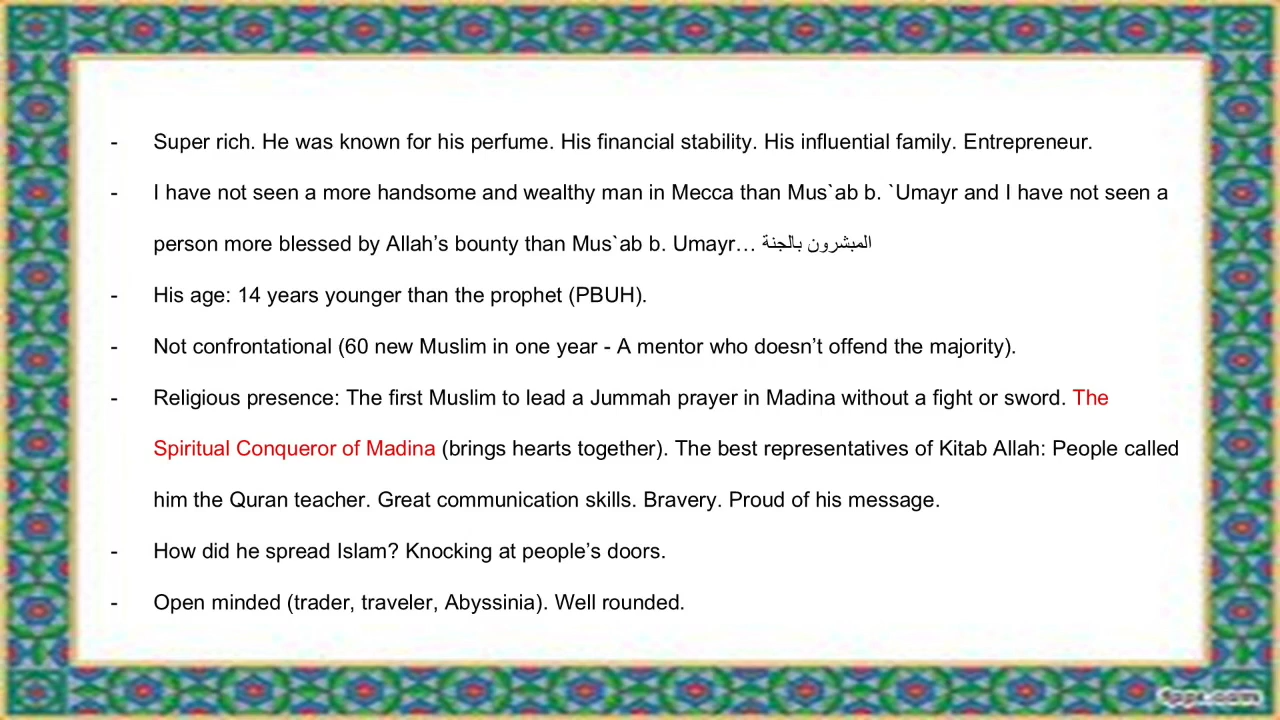 - Super rich. He was known for his perfume. His financial stability. His influential family. Entrepreneur.
- I have not seen a more handsome and wealthy man in Mecca than Mus`ab b. `Umayr and I have not seen a
person more blessed by Allah’s bounty than Mus`ab b. Umayr… المبشرون بالجنة
- His age: 14 years younger than the prophet (PBUH).
- Not confrontational (60 new Muslim in one year - A mentor who doesn’t offend the majority).
- Religious presence: The first Muslim to lead a Jummah prayer in Madina without a fight or sword. The
Spiritual Conqueror of Madina (brings hearts together). The best representatives of Kitab Allah: People called
him the Quran teacher. Great communication skills. Bravery. Proud of his message.
- How did he spread Islam? Knocking at people’s doors.
- Open minded (trader, traveler, Abyssinia). Well rounded.